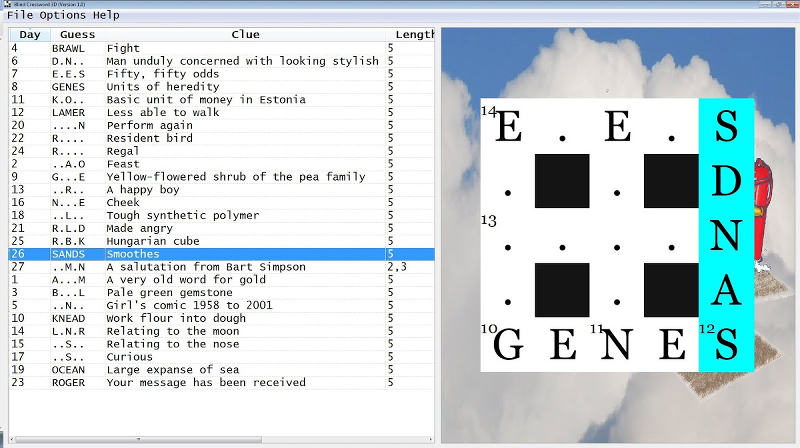 Blind Crossword 3D (Version 1.0)
File Options Help
Day Guess Clue Length
4 BRAWL Fight 5
6 D.N.. Man unduly concerned with looking stylish 5
7 E.E.S Fifty, fifty odds 5
8 GENES Units of heredity 5
11 K.O.. Basic unit of money in Estonia 5
12 LAMER Less able to walk 5
20 ....N Perform again 5
22 R.... Resident bird 5
24 R.... Regal 5
2 ..A.O Feast 5
9 G...E Yellow-flowered shrub of the pea family 5
13 ..R.. A happy boy 5
16 N...E Cheek 5
18 ..L.. Tough synthetic polymer 5
21 R.L.D Made angry 5
25 R.B.K Hungarian cube 5
26 SANDS Smoothes 5
27 ..M.N A salutation from Bart Simpson 2,3
1 A...M A very old word for gold 5
3 B...L Pale green gemstone 5
5 ..N.. Girl's comic 1958 to 2001 5
10 KNEAD Work flour into dough 5
14 L.N.R Relating to the moon 5
15 ..S.. Relating to the nose 5
17 ..S.. Curious 5
19 OCEAN Large expanse of sea 5
23 ROGER Your message has been received 5
14 E . E . S
. . D
13 . . . . N
. . A
10 G E 11 N E 12 S